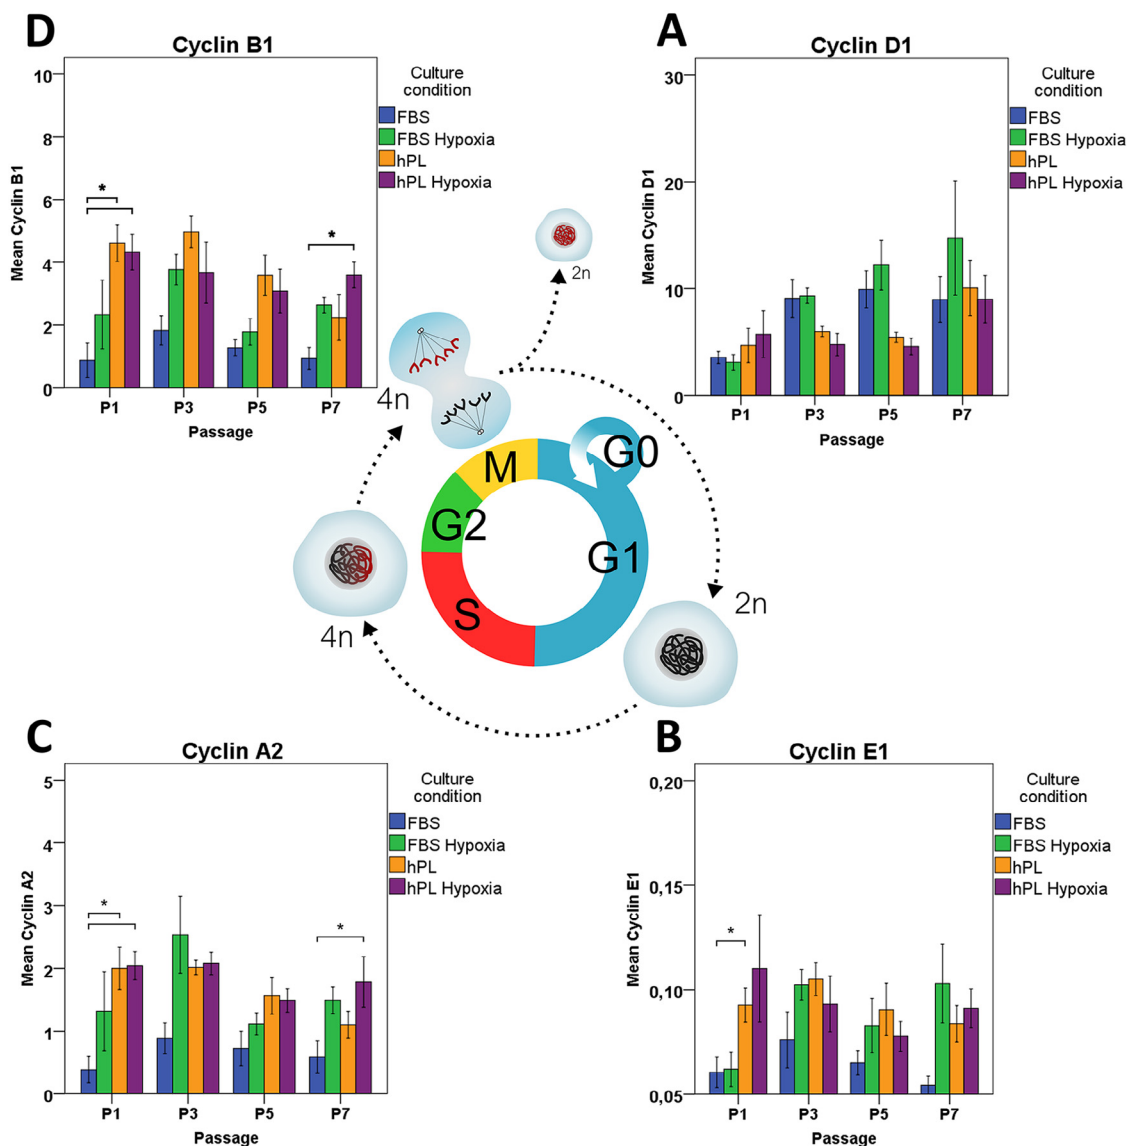 D
Cyclin B1
Mean Cyclin B1
10
8
6
4
2
0
*
*
P1 P3 P5 P7
Passage
Culture
condition
FBS
FBS Hypoxia
hPL
hPL Hypoxia
A
Cyclin D1
Mean Cyclin D1
30
20
10
0
P1 P3 P5 P7
Passage
Culture
condition
FBS
FBS Hypoxia
hPL
hPL Hypoxia
2n
4n
M
G0
G2
G1
S
2n
4n
C
Cyclin A2
Mean Cyclin A2
5
4
3
2
1
0
*
*
P1 P3 P5 P7
Passage
Culture
condition
FBS
FBS Hypoxia
hPL
hPL Hypoxia
B
Cyclin E1
Mean Cyclin E1
0,20
0,15
0,10
0,05
*
P1 P3 P5 P7
Passage
Culture
condition
FBS
FBS Hypoxia
hPL
hPL Hypoxia